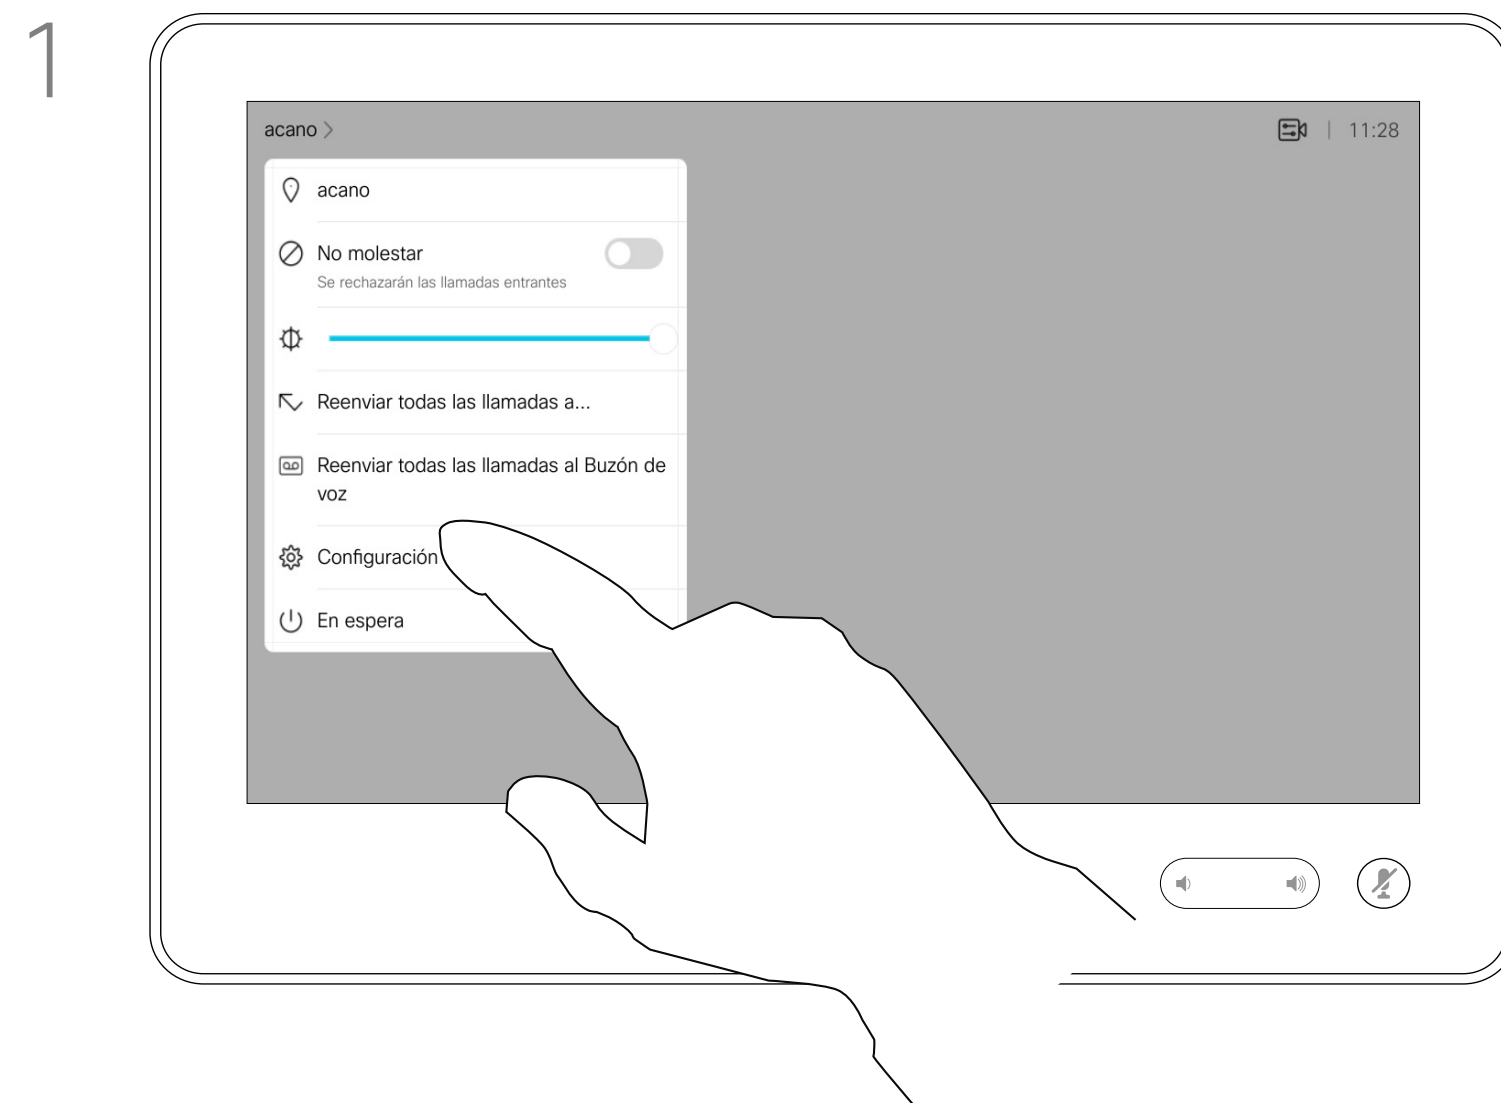 1
acano
11:28
acano
No molestar
Se rechazarán las llamadas entrantes
Reenviar todas las llamadas a...
Reenviar todas las llamadas al Buzón de
voz
Configuración
En espera